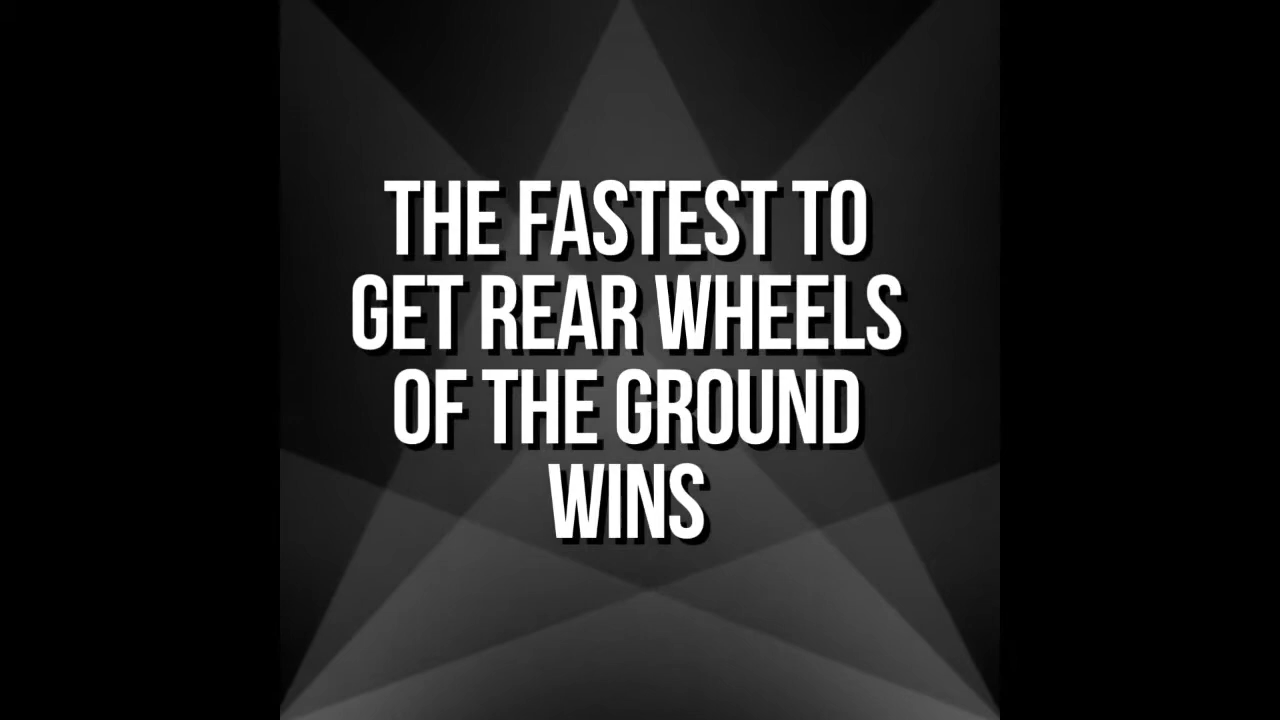 THE FASTEST TO
GET REAR WHEELS
OF THE GROUND
WINS